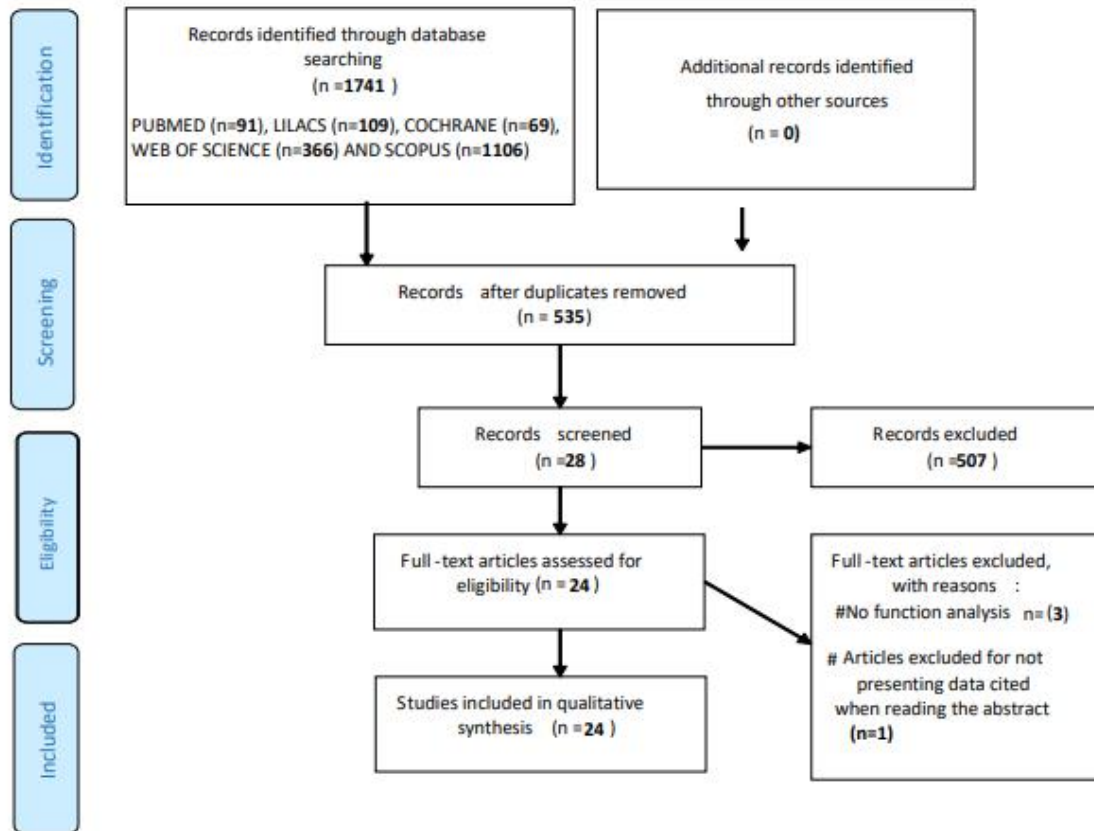 Identification
Records identified through database
searching
(n =1741 )
PUBMED (n=91), LILACS (n=109), COCHRANE (n=69),
WEB OF SCIENCE (n=366) AND SCOPUS (n=1106)
Additional records identified
through other sources
(n = 0)
Screening
Records after duplicates removed
(n = 535)
Records screened
(n =28 )
Records excluded
(n =507 )
Eligibility
Full -text articles assessed for
eligibility (n = 24)
Full -text articles excluded,
with reasons :
#No function analysis n= (3)
# Articles excluded for not
presenting data cited
when reading the abstract
(n=1)
Included
Studies included in qualitative
synthesis (n =24 )